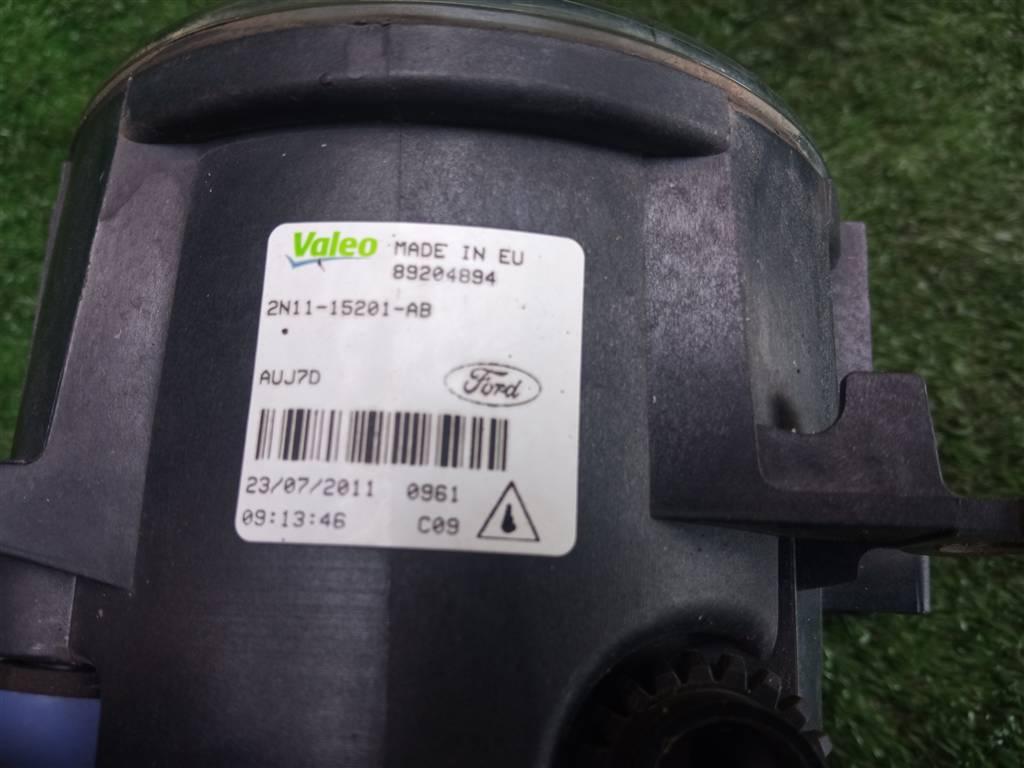 Valeo MADE IN EU
89204894
2N11-15201-AB
AUJ7D
Ford
23/07/2011 0961
09:13:46 C09